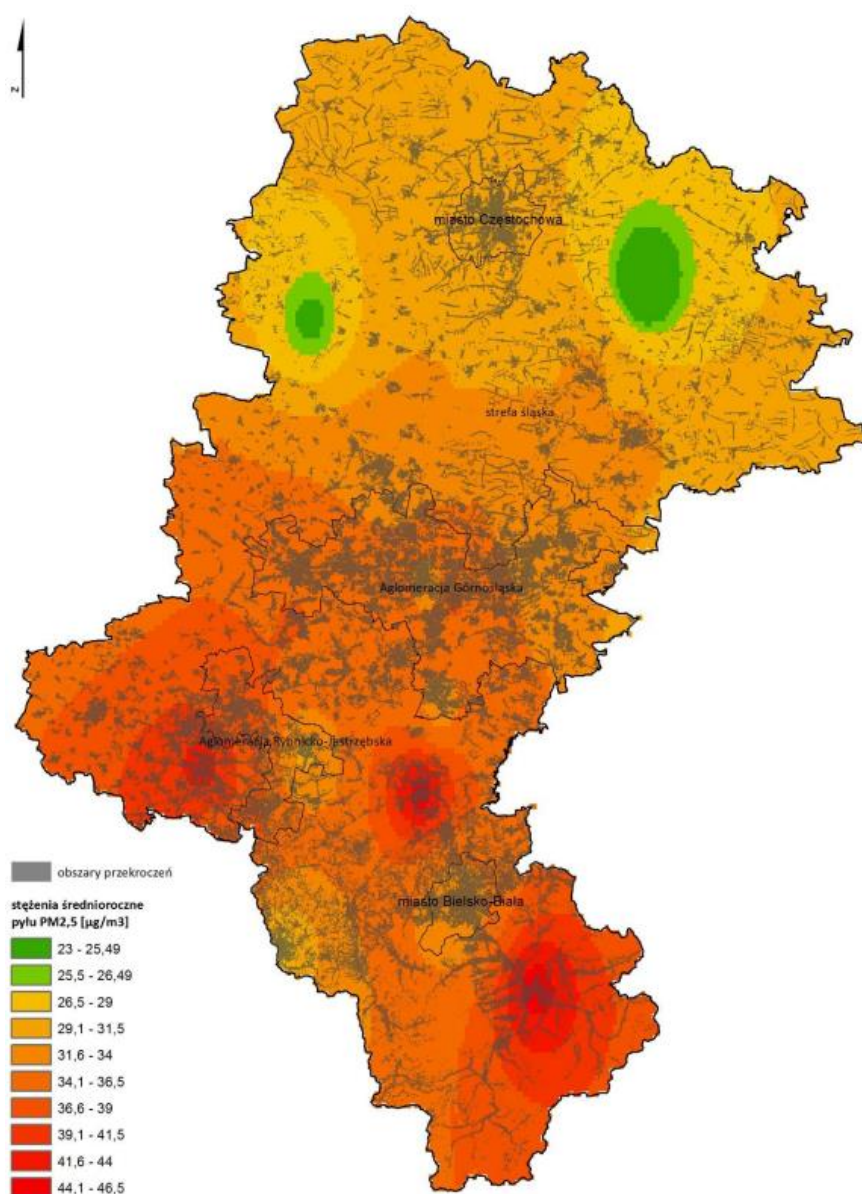 z
miasto Częstochowa
strefa śląska
Aglomeracja Górnośląska
Aglomeracja Rybnicko-Jastrzębska
miasto Bielsko-Biała
obszary przekroczeń
stężenia średnioroczne
pyłu PM2,5 [µg/m3]
23 - 25,49
25,5 - 26,49
26,5 - 29
29,1 - 31,5
31,6 - 34
34,1 - 36,5
36,6 - 39
39,1 - 41,5
41,6 - 44
44,1 - 46,5